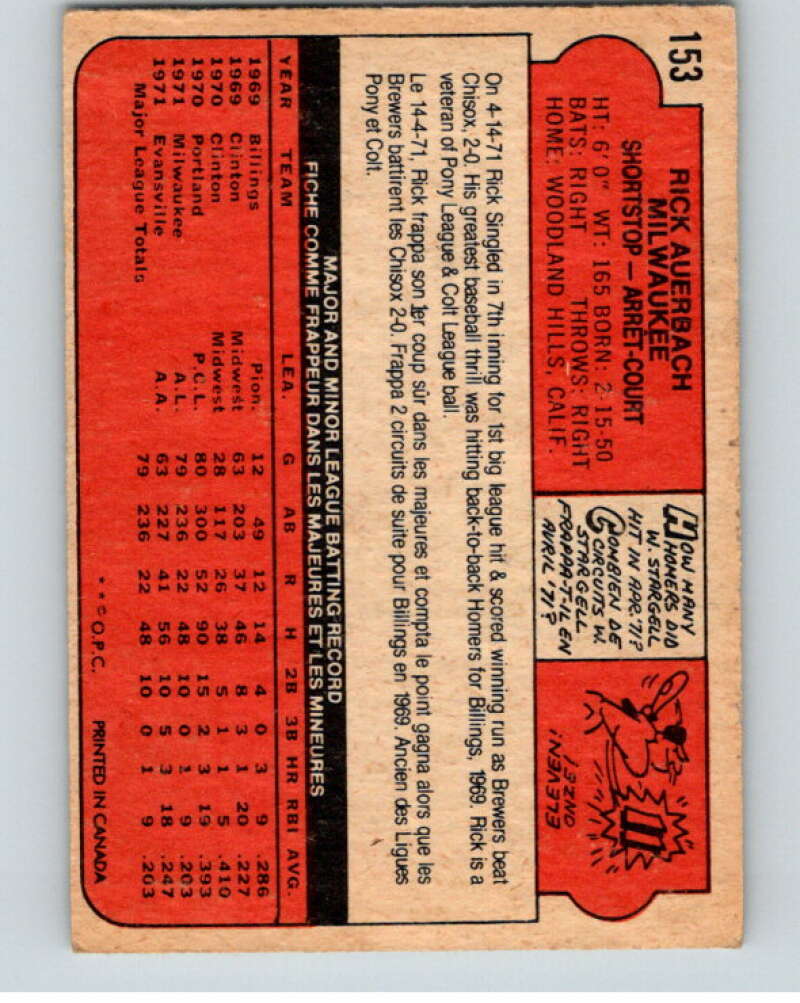 153
RICK AUERBACH
MILWAUKEE
SHORTSTOP — ARRÊT-COURT
HT: 6'0" WT: 165 BORN: 2-15-50
BATS: RIGHT THROWS: RIGHT
HOME: WOODLAND HILLS, CALIF.
HOW MANY
HOMERS DID
W. STARGELL
HIT IN APR. '71?
COMBIEN DE
CIRCUITS W.
STARGELL
FRAPPA-T-IL EN
AVRIL '71?
ELEVEN!
ONZE!
On 4-14-71 Rick Singled in 7th inning for 1st big league hit & scored winning run as Brewers beat
Chisox, 2-0. His greatest baseball thrill was hitting back-to-back Homers for Billings, 1969. Rick is a
veteran of Pony League & Colt League ball.
Le 14-4-71, Rick frappa son 1er coup sûr dans les majeures et compta le point gagna alors que les
Brewers battirent les Chisox 2-0. Frappa 2 circuits de suite pour Billings en 1969. Ancien des Ligues
Pony et Colt.
MAJOR AND MINOR LEAGUE BATTING RECORD
FICHE COMME FRAPPEUR DANS LES MAJEURES ET LES MINEURES
YEAR TEAM LEA. G AB R H 2B 3B HR RBI AVG.
1969 Billings Pion. 12 49 12 14 4 0 3 9 .286
1969 Clinton Midwest 63 203 37 46 8 3 1 20 .227
1970 Clinton Midwest 28 117 26 38 5 1 1 5 .410
1970 Portland P.C.L. 80 300 52 90 15 2 3 19 .393
1971 Milwaukee A.L. 79 236 22 48 10 0 1 9 .203
1971 Evansville A.A. 63 227 41 56 10 5 3 18 .247
Major League Totals 79 236 22 48 10 0 1 9 .203
**© O.P.C. PRINTED IN CANADA